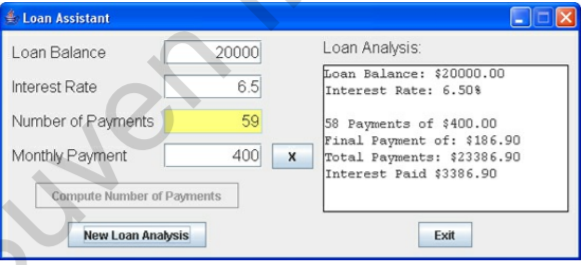 Loan Assistant
Loan Balance 20000
Interest Rate 6.5
Number of Payments 59
Monthly Payment 400 X
Compute Number of Payments
New Loan Analysis
Loan Analysis:
Loan Balance: $20000.00
Interest Rate: 6.50%
58 Payments of $400.00
Final Payment of: $186.90
Total Payments: $23386.90
Interest Paid $3386.90
Exit